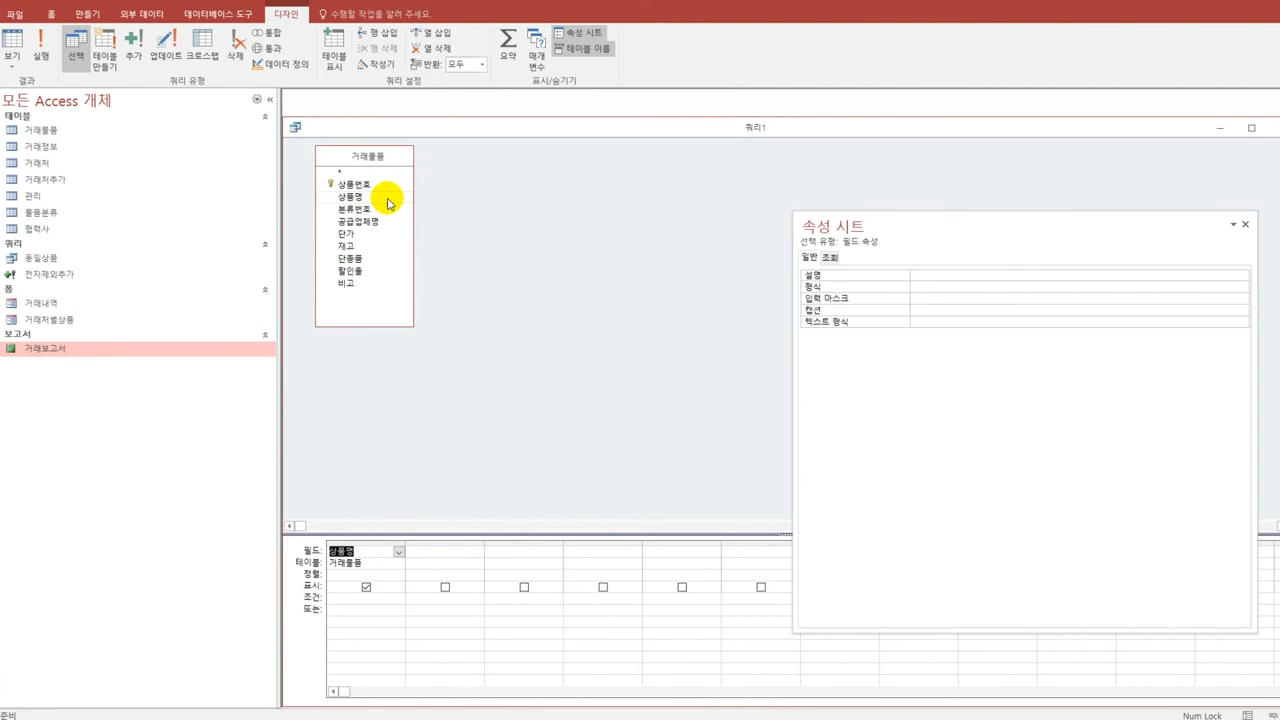 파일 홈 만들기 외부 데이터 데이터베이스 도구 디자인 수행할 작업을 알려 주세요.
보기 실행 선택 테이블 만들기 추가 업데이트 크로스탭 삭제
통합
통과
데이터 정의
테이블 표시
행 삽입
행 삭제
작성기
열 삽입
열 삭제
반환: 모두
요약
매개 변수
속성 시트
테이블 이름
결과 쿼리 유형 쿼리 설정 표시/숨기기
모든 Access 개체
테이블
거래물품
거래정보
거래처
거래처추가
관리
물품분류
협력사
쿼리
동일상품
전자제외추가
폼
거래내역
거래처별상품
보고서
거래보고서
쿼리1
거래물품
*
상품번호
상품명
분류번호
공급업체명
단가
재고
단종품
할인율
비고
속성 시트
선택 유형: 필드 속성
일반 조회
설명
형식
입력 마스크
캡션
텍스트 형식
필드: 상품명
테이블: 거래물품
정렬:
표시:
조건:
또는:
준비
Num Lock